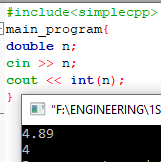 #include<simplecpp>
main_program{
double n;
cin >> n;
cout << int(n);
}
"F:\ENGINEERING\1S
4.89
4